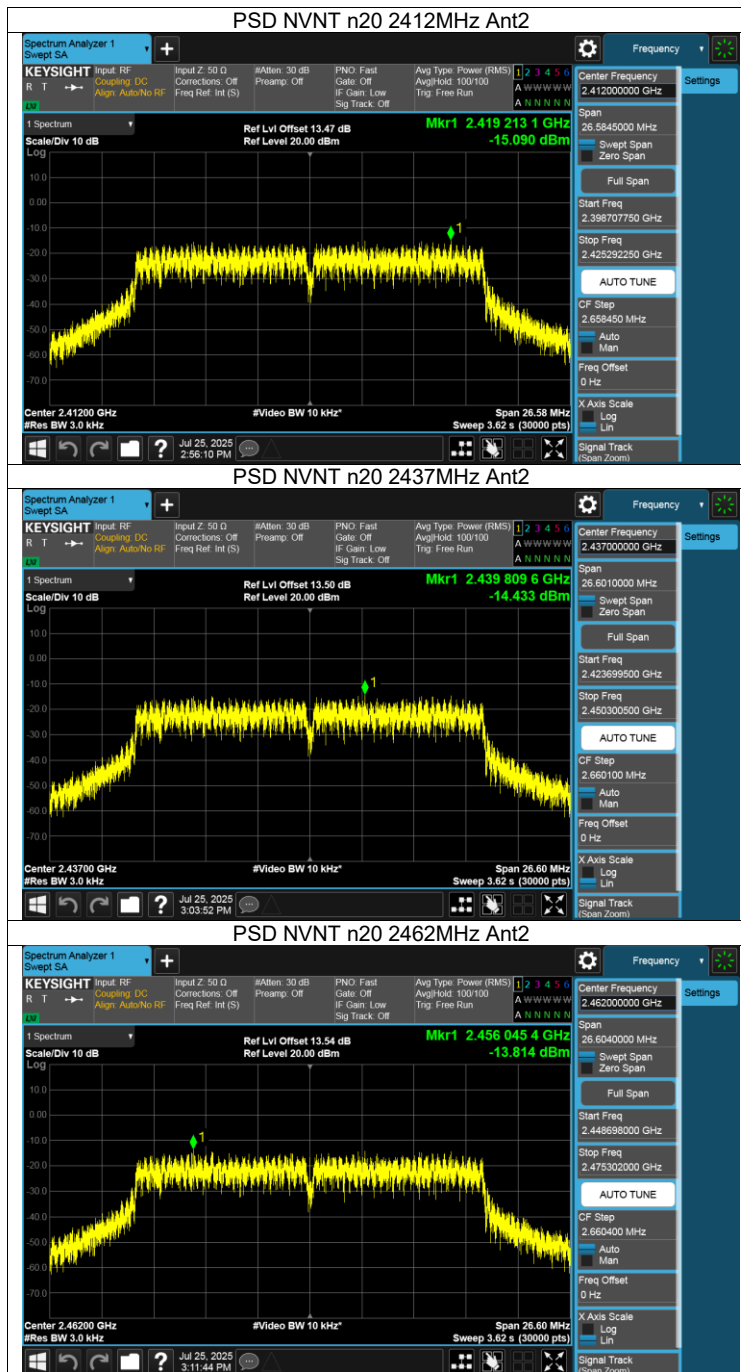 PSD NVNT n20 2412MHz Ant2
Spectrum Analyzer 1
Swept SA
Frequency
KEYSIGHT
R T
Input: RF
Coupling: DC
Align: Auto/No RF
Input Z: 50 Ω
Corrections: Off
Freq Ref: Int (S)
#Atten: 30 dB
Preamp: Off
PNO: Fast
Gate: Off
IF Gain: Low
Sig Track: Off
Avg Type: Power (RMS)
Avg|Hold: 100/100
Trig: Free Run
1 2 3 4 5 6
A W W W W W
A N N N N N
1 Spectrum
Scale/Div 10 dB
Ref Lvl Offset 13.47 dB
Ref Level 20.00 dBm
Mkr1 2.419 213 1 GHz
-15.090 dBm
Log
10.0
0.00
-10.0
-20.0
-30.0
-40.0
-50.0
-60.0
-70.0
1
Center 2.41200 GHz
#Res BW 3.0 kHz
#Video BW 10 kHz*
Span 26.58 MHz
Sweep 3.62 s (30000 pts)
Jul 25, 2025
2:56:10 PM
Center Frequency
2.412000000 GHz
Settings
Span
26.5845000 MHz
Swept Span
Zero Span
Full Span
Start Freq
2.398707750 GHz
Stop Freq
2.425292250 GHz
AUTO TUNE
CF Step
2.658450 MHz
Auto
Man
Freq Offset
0 Hz
X Axis Scale
Log
Lin
Signal Track
(Span Zoom)
PSD NVNT n20 2437MHz Ant2
Spectrum Analyzer 1
Swept SA
Frequency
KEYSIGHT
R T
Input: RF
Coupling: DC
Align: Auto/No RF
Input Z: 50 Ω
Corrections: Off
Freq Ref: Int (S)
#Atten: 30 dB
Preamp: Off
PNO: Fast
Gate: Off
IF Gain: Low
Sig Track: Off
Avg Type: Power (RMS)
Avg|Hold: 100/100
Trig: Free Run
1 2 3 4 5 6
A W W W W W
A N N N N N
1 Spectrum
Scale/Div 10 dB
Ref Lvl Offset 13.50 dB
Ref Level 20.00 dBm
Mkr1 2.439 809 6 GHz
-14.433 dBm
Log
10.0
0.00
-10.0
-20.0
-30.0
-40.0
-50.0
-60.0
-70.0
1
Center 2.43700 GHz
#Res BW 3.0 kHz
#Video BW 10 kHz*
Span 26.60 MHz
Sweep 3.62 s (30000 pts)
Jul 25, 2025
3:03:52 PM
Center Frequency
2.437000000 GHz
Settings
Span
26.6010000 MHz
Swept Span
Zero Span
Full Span
Start Freq
2.423699500 GHz
Stop Freq
2.450300500 GHz
AUTO TUNE
CF Step
2.660100 MHz
Auto
Man
Freq Offset
0 Hz
X Axis Scale
Log
Lin
Signal Track
(Span Zoom)
PSD NVNT n20 2462MHz Ant2
Spectrum Analyzer 1
Swept SA
Frequency
KEYSIGHT
R T
Input: RF
Coupling: DC
Align: Auto/No RF
Input Z: 50 Ω
Corrections: Off
Freq Ref: Int (S)
#Atten: 30 dB
Preamp: Off
PNO: Fast
Gate: Off
IF Gain: Low
Sig Track: Off
Avg Type: Power (RMS)
Avg|Hold: 100/100
Trig: Free Run
1 2 3 4 5 6
A W W W W W
A N N N N N
1 Spectrum
Scale/Div 10 dB
Ref Lvl Offset 13.54 dB
Ref Level 20.00 dBm
Mkr1 2.456 045 4 GHz
-13.814 dBm
Log
10.0
0.00
-10.0
-20.0
-30.0
-40.0
-50.0
-60.0
-70.0
1
Center 2.46200 GHz
#Res BW 3.0 kHz
#Video BW 10 kHz*
Span 26.60 MHz
Sweep 3.62 s (30000 pts)
Jul 25, 2025
3:11:44 PM
Center Frequency
2.462000000 GHz
Settings
Span
26.6040000 MHz
Swept Span
Zero Span
Full Span
Start Freq
2.448698000 GHz
Stop Freq
2.475302000 GHz
AUTO TUNE
CF Step
2.660400 MHz
Auto
Man
Freq Offset
0 Hz
X Axis Scale
Log
Lin
Signal Track
(Span Zoom)